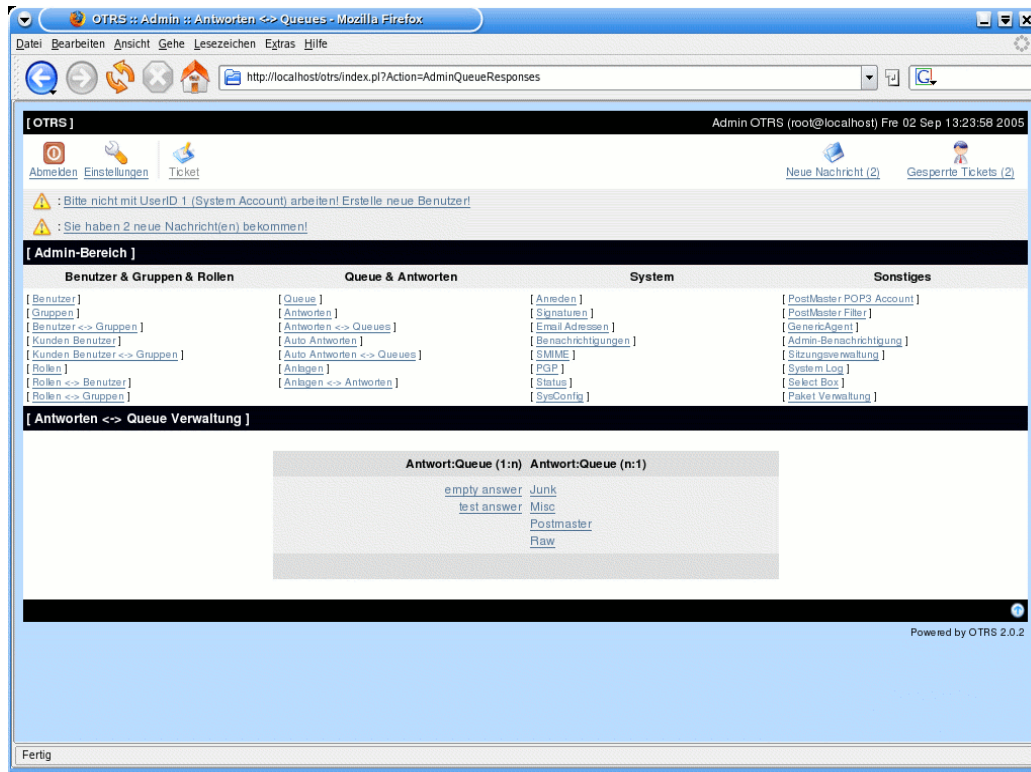 OTRS :: Admin :: Antworten <-> Queues - Mozilla Firefox
Datei Bearbeiten Ansicht Gehe Lesezeichen Extras Hilfe
http://localhost/otrs/index.pl?Action=AdminQueueResponses
G
[ OTRS ] Admin OTRS (root@localhost) Fre 02 Sep 13:23:58 2005
Abmelden Einstellungen Ticket Neue Nachricht (2) Gesperrte Tickets (2)
: Bitte nicht mit UserID 1 (System Account) arbeiten! Erstelle neue Benutzer!
: Sie haben 2 neue Nachricht(en) bekommen!
[ Admin-Bereich ]
Benutzer & Gruppen & Rollen Queue & Antworten System Sonstiges
[ Benutzer ] [ Queue ] [ Anreden ] [ PostMaster POP3 Account ]
[ Gruppen ] [ Antworten ] [ Signaturen ] [ PostMaster Filter ]
[ Benutzer <-> Gruppen ] [ Antworten <-> Queues ] [ Email Adressen ] [ GenericAgent ]
[ Kunden Benutzer ] [ Auto Antworten ] [ Benachrichtigungen ] [ Admin-Benachrichtigung ]
[ Kunden Benutzer <-> Gruppen ] [ Auto Antworten <-> Queues ] [ SMIME ] [ Sitzungsverwaltung ]
[ Rollen ] [ Anlagen ] [ PGP ] [ System Log ]
[ Rollen <-> Benutzer ] [ Anlagen <-> Antworten ] [ Status ] [ Select Box ]
[ Rollen <-> Gruppen ] [ SysConfig ] [ Paket Verwaltung ]
[ Antworten <-> Queue Verwaltung ]
Antwort:Queue (1:n) Antwort:Queue (n:1)
empty answer Junk
test answer Misc
Postmaster
Raw
Powered by OTRS 2.0.2
Fertig